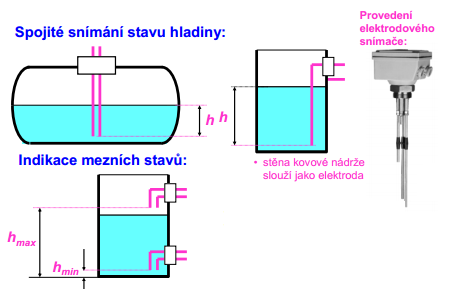 Spojité snímání stavu hladiny:
Provedení
elektrodového
snímače:
h
h
• stěna kovové nádrže
slouží jako elektroda
Indikace mezních stavů:
hmax
hmin